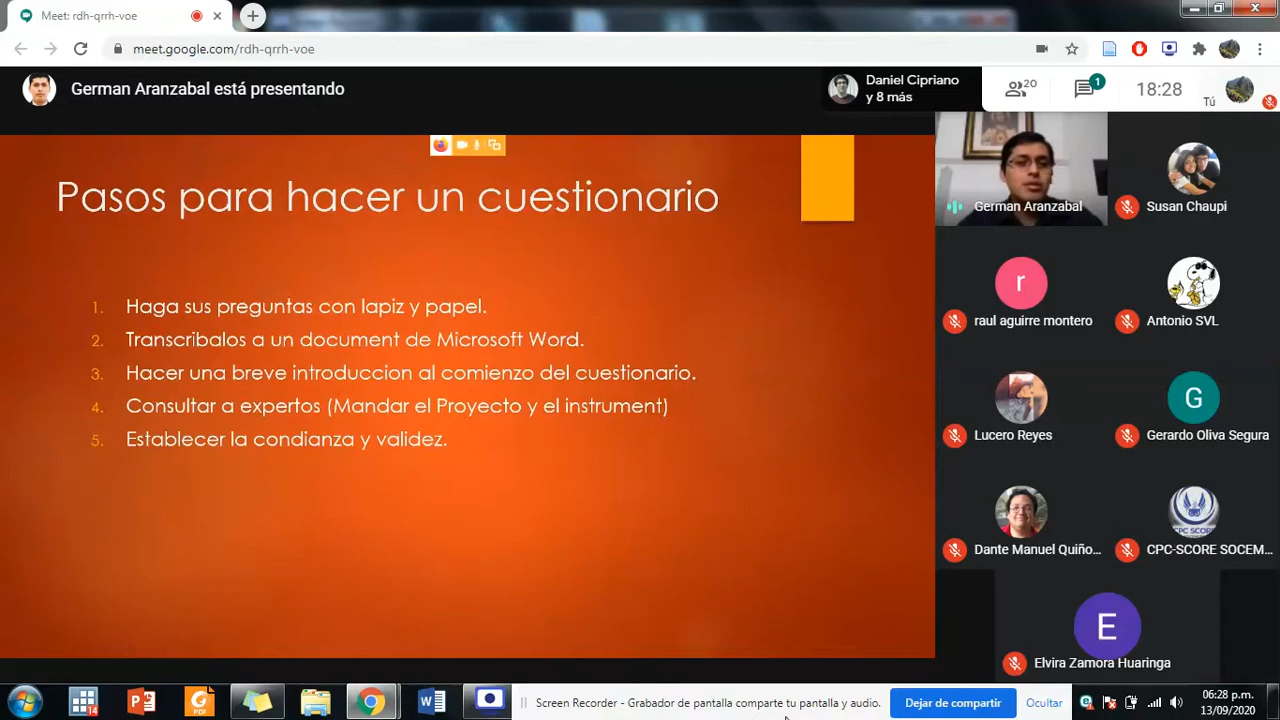 Meet: rdh-qrrh-voe
meet.google.com/rdh-qrrh-voe
German Aranzabal está presentando
Daniel Cipriano
y 8 más
20
1
18:28
Tú
Pasos para hacer un cuestionario
1. Haga sus preguntas con lapiz y papel.
2. Transcribalos a un document de Microsoft Word.
3. Hacer una breve introduccion al comienzo del cuestionario.
4. Consultar a expertos (Mandar el Proyecto y el instrument)
5. Establecer la condianza y validez.
German Aranzabal
Susan Chaupi
r
raul aguirre montero
Antonio SVL
Lucero Reyes
G
Gerardo Oliva Segura
Dante Manuel Quiño...
CPC SCORE
CPC-SCORE SOCEM...
E
Elvira Zamora Huaringa
14
PDF
Screen Recorder - Grabador de pantalla comparte tu pantalla y audio.
Dejar de compartir
Ocultar
06:28 p.m.
13/09/2020